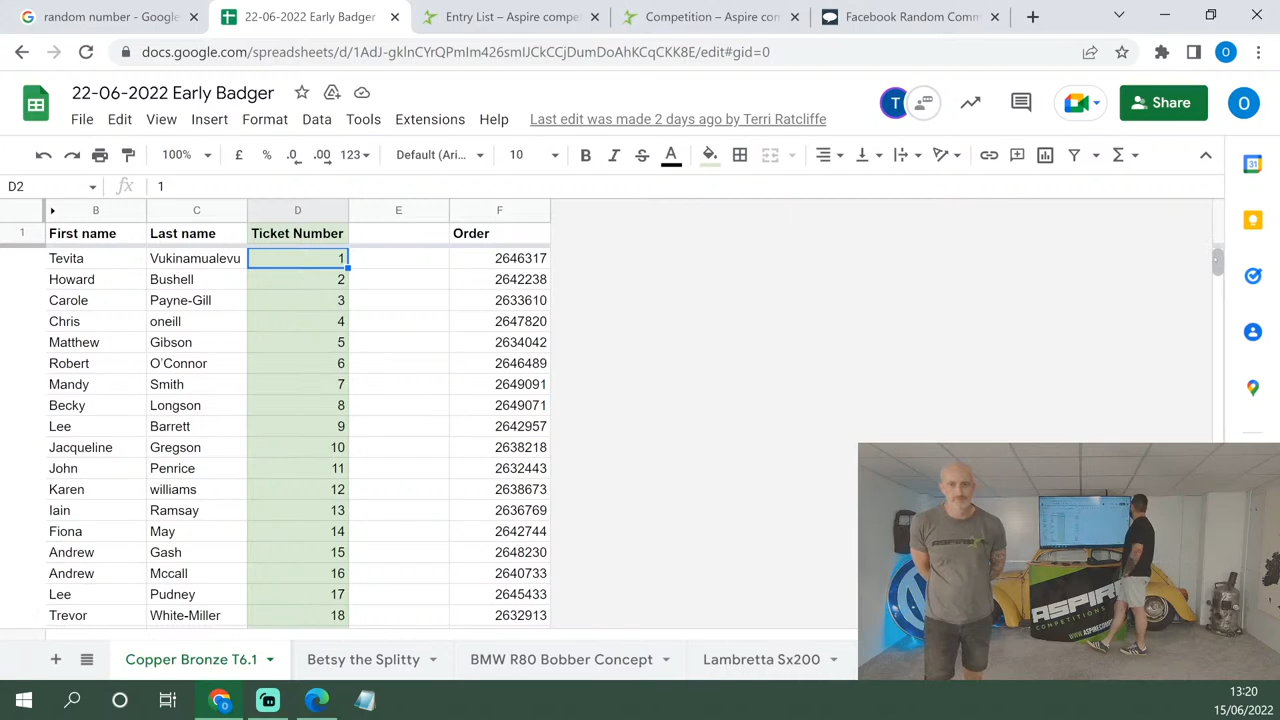 random number - Google
22-06-2022 Early Badger
Entry List – Aspire compe
Competition – Aspire con
Facebook Random Comm
docs.google.com/spreadsheets/d/1AdJ-gklnCYrQPmIm426smIJCkCCjDumDoAhKCqCKK8E/edit#gid=0
22-06-2022 Early Badger
File Edit View Insert Format Data Tools Extensions Help Last edit was made 2 days ago by Terri Ratcliffe
T Share O
100% £ % .0 .00 123 Default (Ari... 10
D2 fx 1
B C D E F
1 First name Last name Ticket Number Order
Tevita Vukinamualevu 1 2646317
Howard Bushell 2 2642238
Carole Payne-Gill 3 2633610
Chris oneill 4 2647820
Matthew Gibson 5 2634042
Robert O'Connor 6 2646489
Mandy Smith 7 2649091
Becky Longson 8 2649071
Lee Barrett 9 2642957
Jacqueline Gregson 10 2638218
John Penrice 11 2632443
Karen williams 12 2638673
Iain Ramsay 13 2636769
Fiona May 14 2642744
Andrew Gash 15 2648230
Andrew Mccall 16 2640733
Lee Pudney 17 2645433
Trevor White-Miller 18 2632913
ASPIRE
COMPETITIONS
Copper Bronze T6.1 Betsy the Splitty BMW R80 Bobber Concept Lambretta Sx200
13:20
15/06/2022